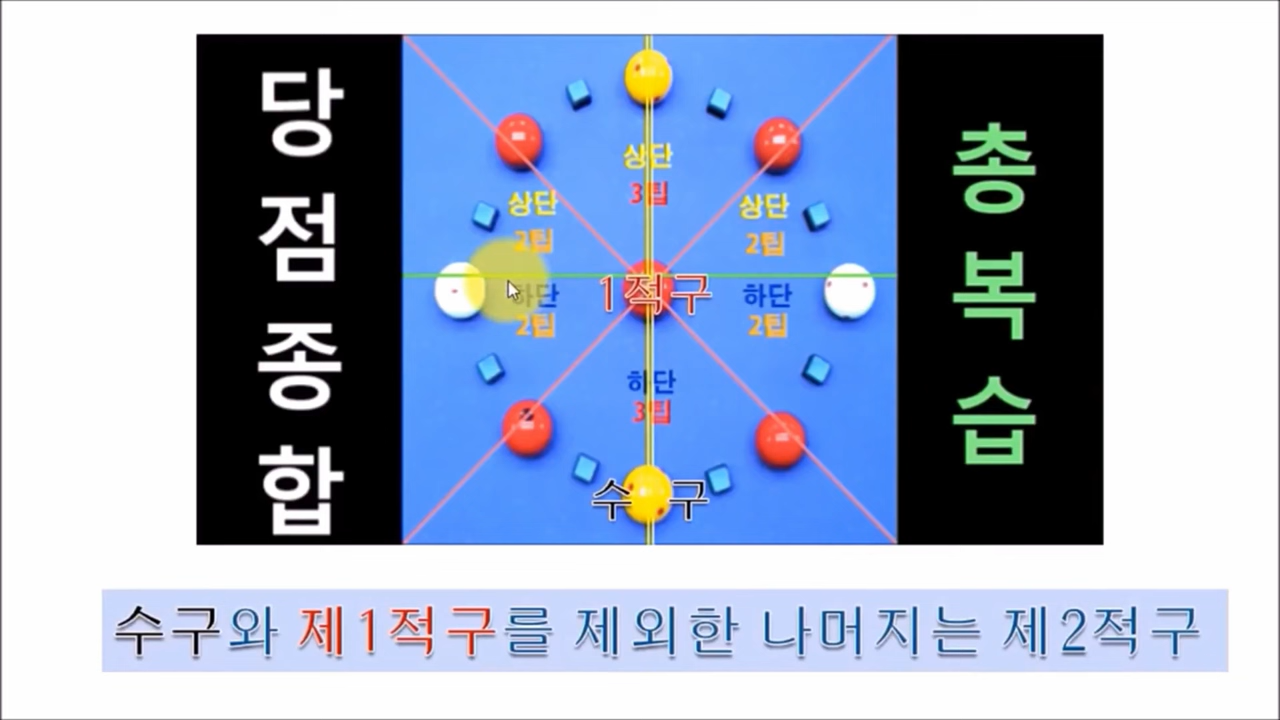 당점종합
총복습
상단
3팁
상단
2팁
상단
2팁
1적구
하단
2팁
하단
2팁
하단
3팁
수구
수구와 제1적구를 제외한 나머지는 제2적구